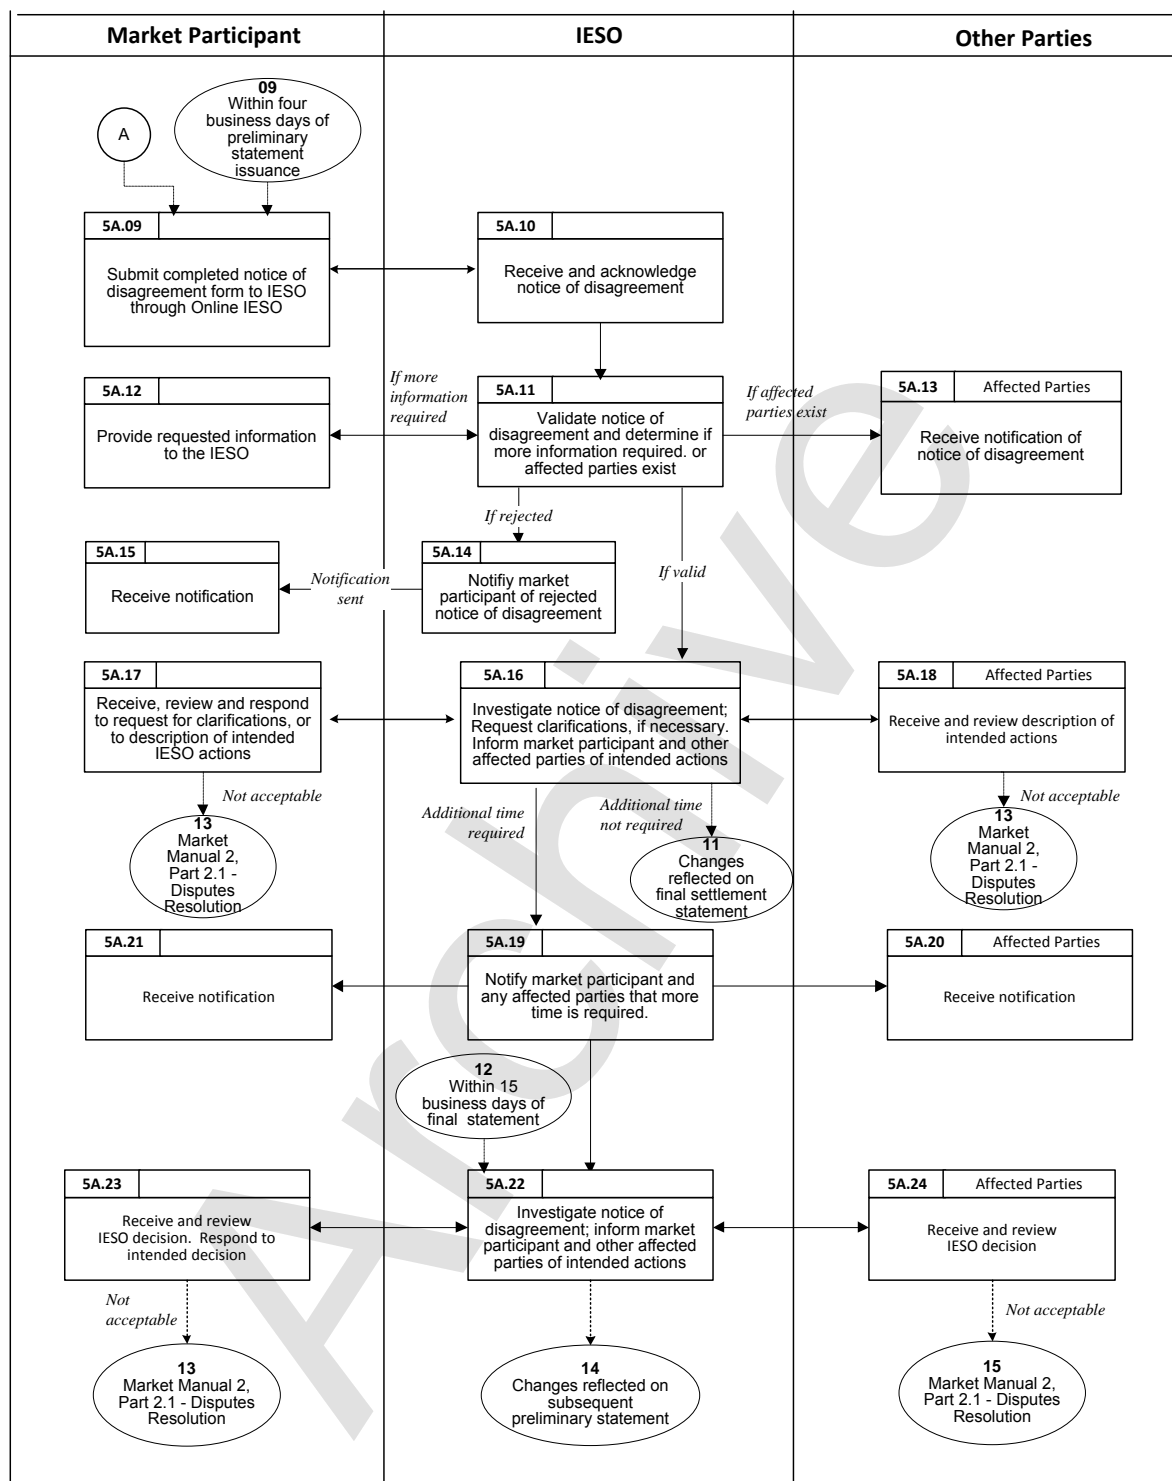 Market Participant
IESO
Other Parties
09
Within four
business days of
preliminary
statement
issuance
A
5A.09
Submit completed notice of
disagreement form to IESO
through Online IESO
5A.10
Receive and acknowledge
notice of disagreement
5A.12
Provide requested information
to the IESO
If more
information
required
5A.11
Validate notice of
disagreement and determine if
more information required. or
affected parties exist
If affected
parties exist
5A.13
Affected Parties
Receive notification of
notice of disagreement
If rejected
If valid
5A.15
Receive notification
Notification
sent
5A.14
Notifiy market
participant of rejected
notice of disagreement
5A.17
Receive, review and respond
to request for clarifications, or
to description of intended
IESO actions
5A.16
Investigate notice of disagreement;
Request clarifications, if necessary.
Inform market participant and other
affected parties of intended actions
5A.18
Affected Parties
Receive and review description of
intended actions
Not acceptable
13
Market
Manual 2,
Part 2.1 -
Disputes
Resolution
Additional time
required
Additional time
not required
11
Changes
reflected on
final settlement
statement
Not acceptable
13
Market
Manual 2,
Part 2.1 -
Disputes
Resolution
5A.21
Receive notification
5A.19
Notify market participant and
any affected parties that more
time is required.
5A.20
Affected Parties
Receive notification
12
Within 15
business days of
final statement
5A.23
Receive and review
IESO decision. Respond to
intended decision
5A.22
Investigate notice of
disagreement; inform market
participant and other affected
parties of intended actions
5A.24
Affected Parties
Receive and review
IESO decision
Not
acceptable
13
Market Manual 2,
Part 2.1 - Disputes
Resolution
14
Changes reflected on
subsequent
preliminary statement
Not acceptable
15
Market Manual 2,
Part 2.1 - Disputes
Resolution
Archive